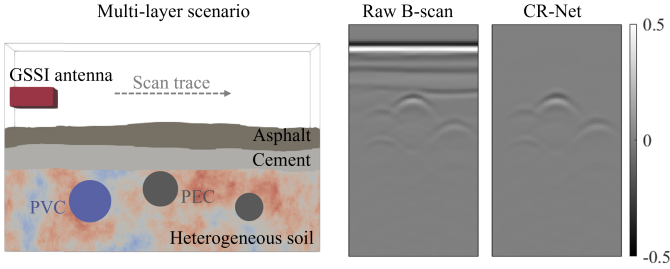 Multi-layer scenario
Raw B-scan
CR-Net
GSSI antenna
Scan trace
Asphalt
Cement
PVC
PEC
Heterogeneous soil
0.5
0
-0.5